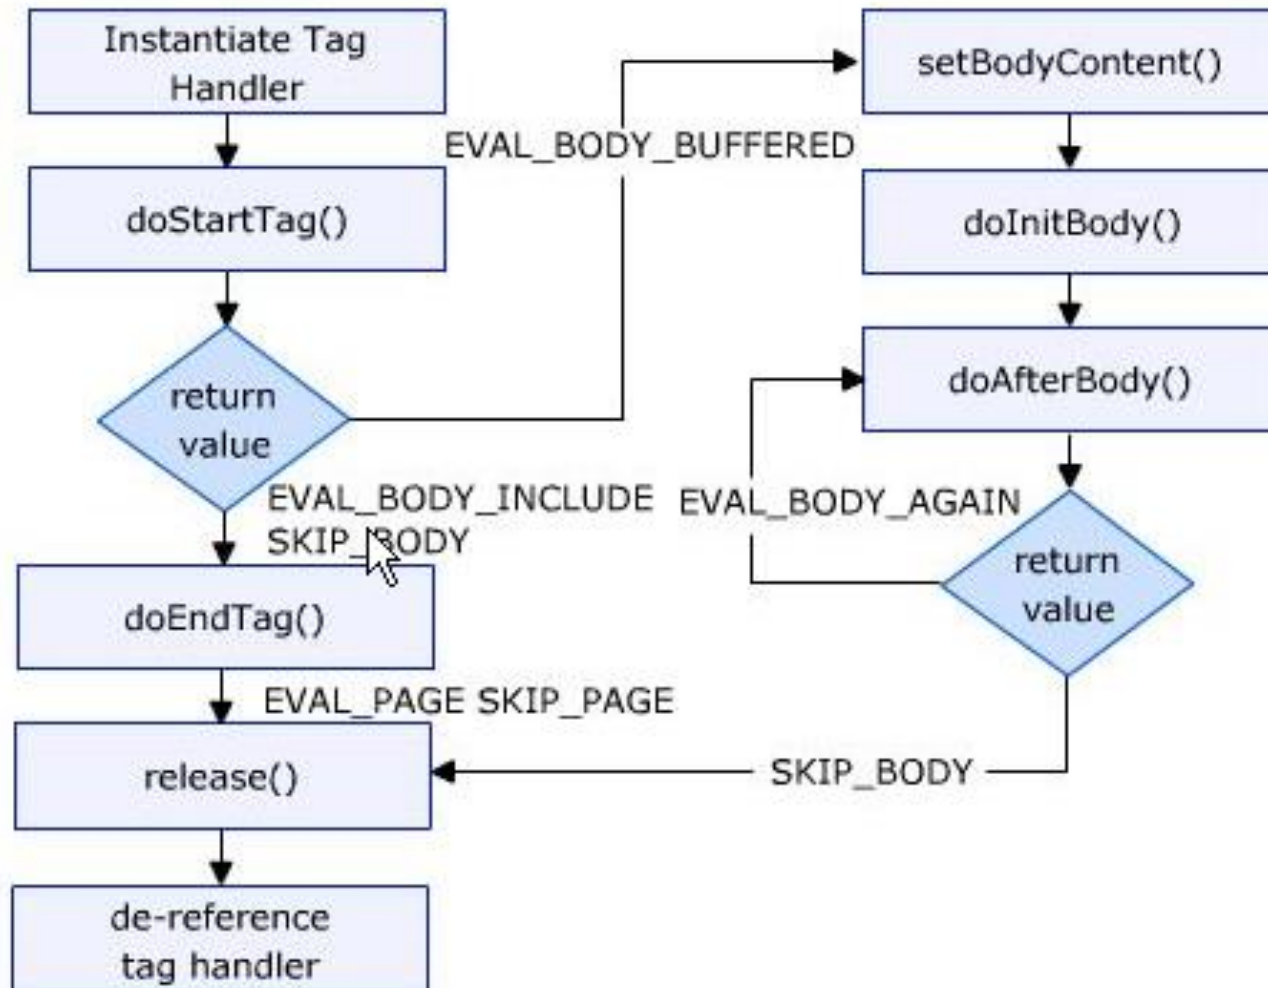 Instantiate Tag
Handler
setBodyContent()
EVAL_BODY_BUFFERED
doStartTag()
doInitBody()
return
value
doAfterBody()
EVAL_BODY_INCLUDE
SKIP_BODY
EVAL_BODY_AGAIN
return
value
doEndTag()
EVAL_PAGE SKIP_PAGE
release()
SKIP_BODY
de-reference
tag handler